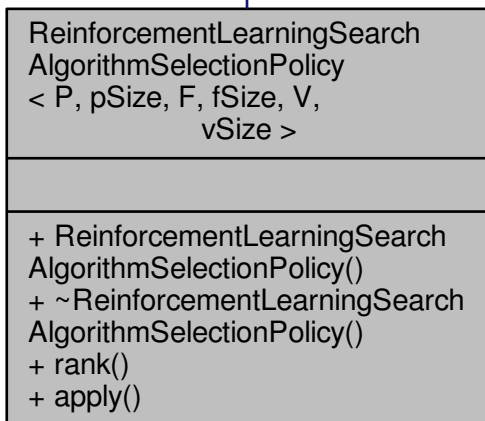 ReinforcementLearningSearch
AlgorithmSelectionPolicy
< P, pSize, F, fSize, V,
vSize >
+ ReinforcementLearningSearch
AlgorithmSelectionPolicy()
+ ~ReinforcementLearningSearch
AlgorithmSelectionPolicy()
+ rank()
+ apply()